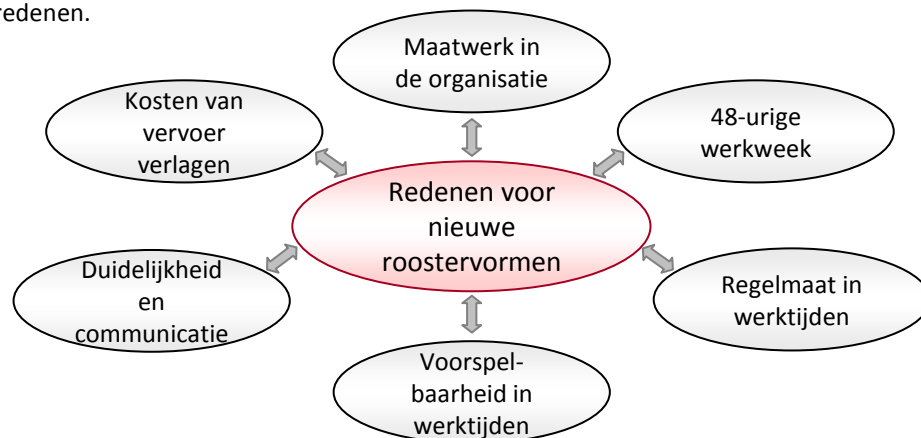 redenen.
Maatwerk in
de organisatie
Kosten van
vervoer
verlagen
48-urige
werkweek
Redenen voor
nieuwe
roostervormen
Duidelijkheid
en
communicatie
Regelmaat in
werktijden
Voorspel-
baarheid in
werktijden